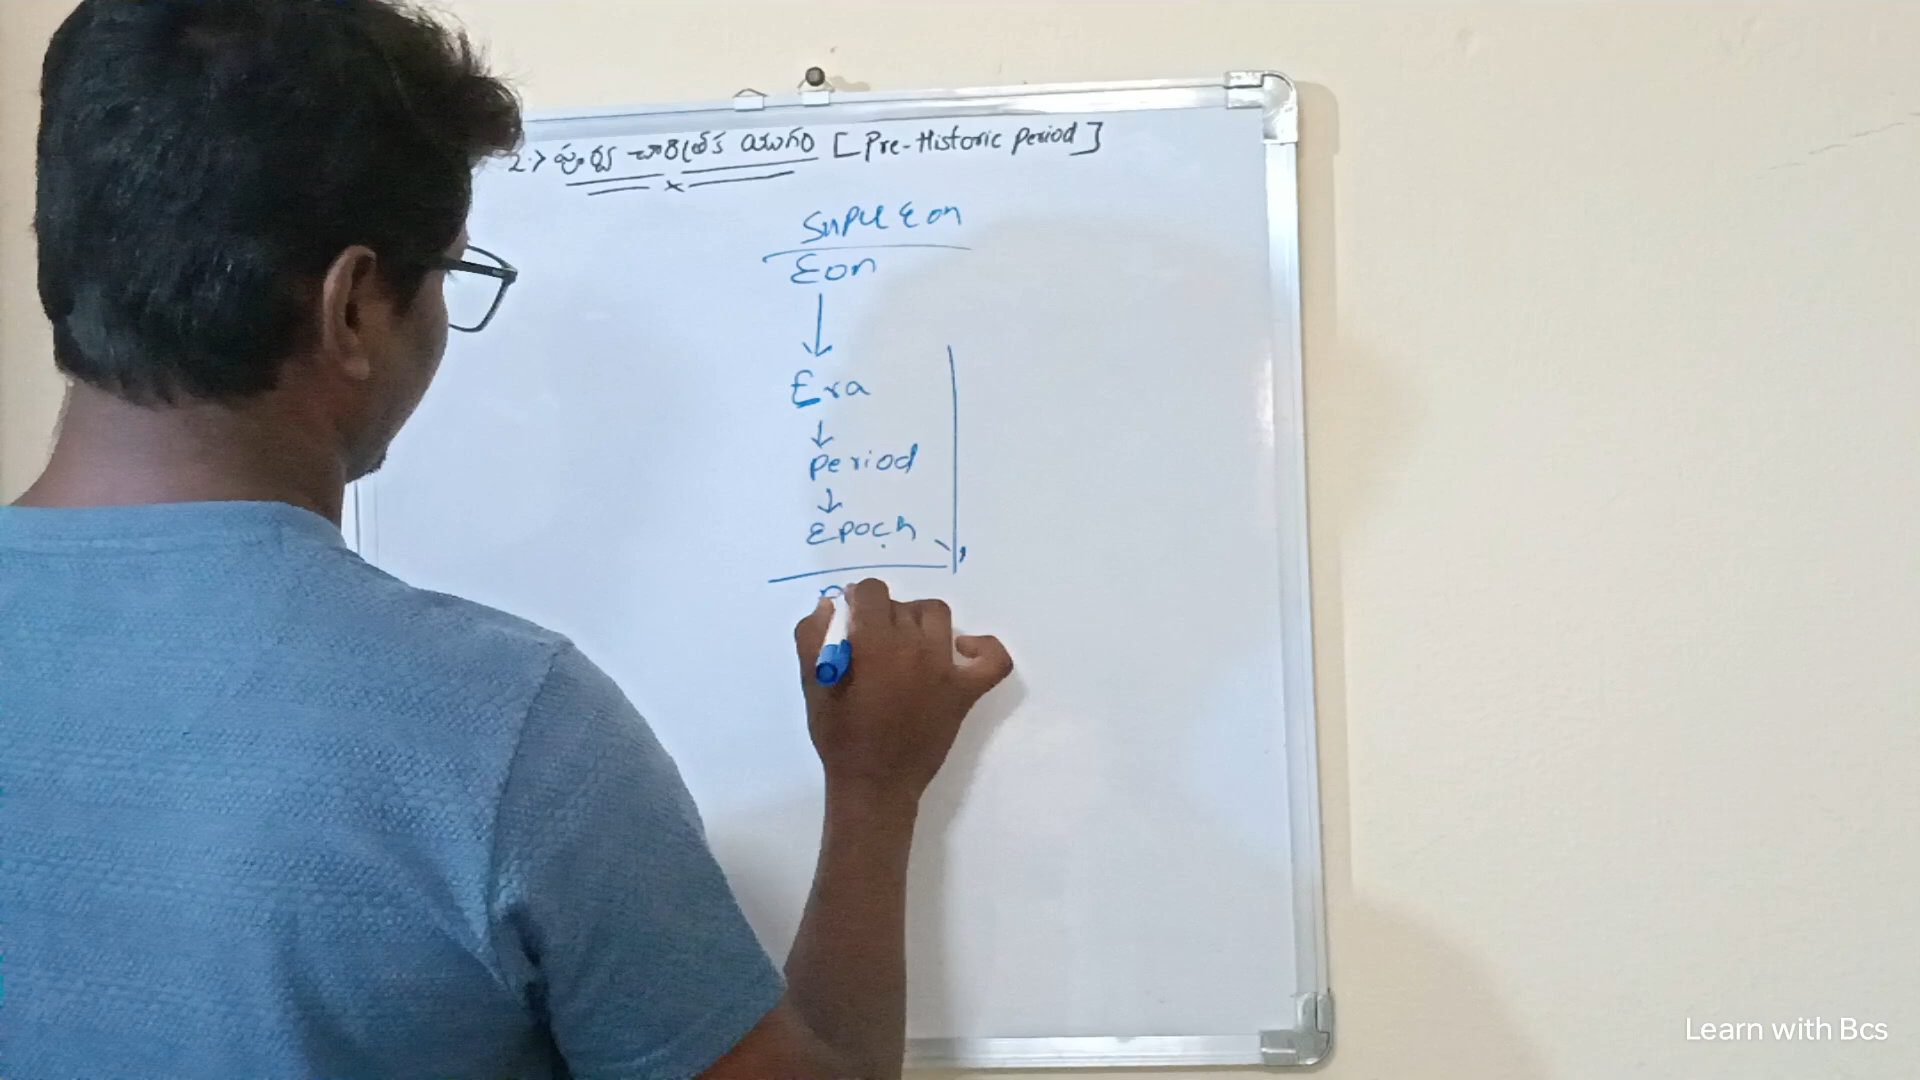 2.> పూర్వ చారిత్రక యుగం [Pre-Historic Period]
Super Eon
Eon
Era
Period
Epoch
Learn with Bcs